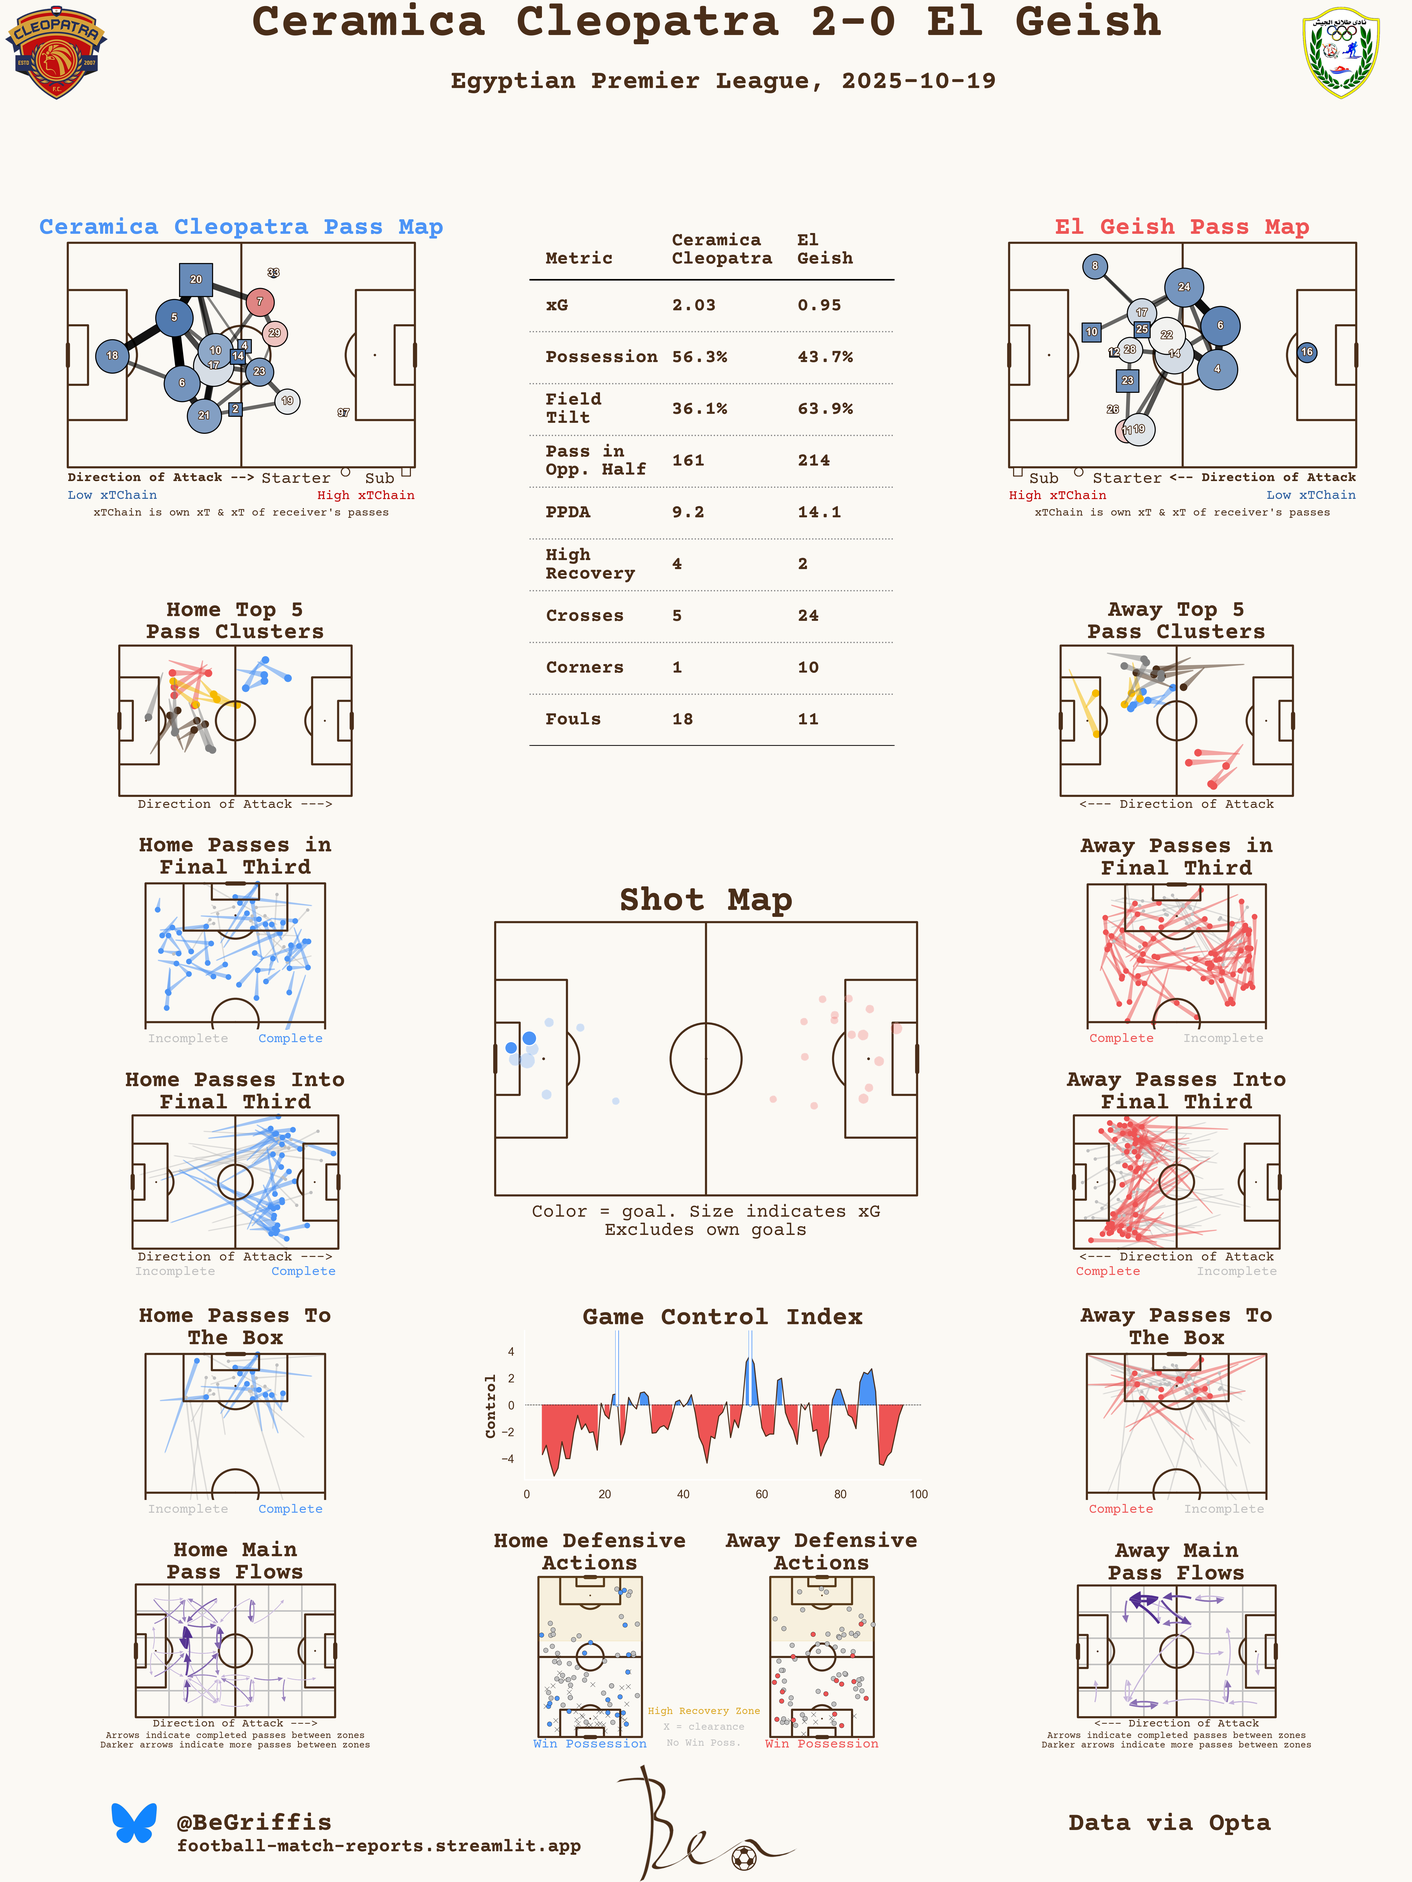 Ceramica Cleopatra 2-0 El Geish
Egyptian Premier League, 2025-10-19
CLEOPATRA
ESTD 2007
F.C.
نادى طلائع الجيش
Ceramica Cleopatra Pass Map
20
33
7
5
29
18
10
4
14
17
6
23
19
21
2
97
Direction of Attack --> Starter Sub
Low xTChain High xTChain
xTChain is own xT & xT of receiver's passes
Metric Ceramica Cleopatra El Geish
xG 2.03 0.95
Possession 56.3% 43.7%
Field Tilt 36.1% 63.9%
Pass in Opp. Half 161 214
PPDA 9.2 14.1
High Recovery 4 2
Crosses 5 24
Corners 1 10
Fouls 18 11
El Geish Pass Map
8
24
17
6
10
25
22
12
28
14
16
4
23
26
11
19
Sub Starter <-- Direction of Attack
High xTChain Low xTChain
xTChain is own xT & xT of receiver's passes
Home Top 5
Pass Clusters
Direction of Attack --->
Away Top 5
Pass Clusters
<--- Direction of Attack
Home Passes in
Final Third
Incomplete Complete
Away Passes in
Final Third
Complete Incomplete
Shot Map
Color = goal. Size indicates xG
Excludes own goals
Home Passes Into
Final Third
Direction of Attack --->
Incomplete Complete
Away Passes Into
Final Third
<--- Direction of Attack
Complete Incomplete
Home Passes To
The Box
Incomplete Complete
Game Control Index
Control
4
2
0
−2
−4
0 20 40 60 80 100
Away Passes To
The Box
Complete Incomplete
Home Main
Pass Flows
Direction of Attack --->
Arrows indicate completed passes between zones
Darker arrows indicate more passes between zones
Home Defensive
Actions
Win Possession
Away Defensive
Actions
Win Possession
High Recovery Zone
X = clearance
No Win Poss.
Away Main
Pass Flows
<--- Direction of Attack
Arrows indicate completed passes between zones
Darker arrows indicate more passes between zones
@BeGriffis
football-match-reports.streamlit.app
Ben
Data via Opta